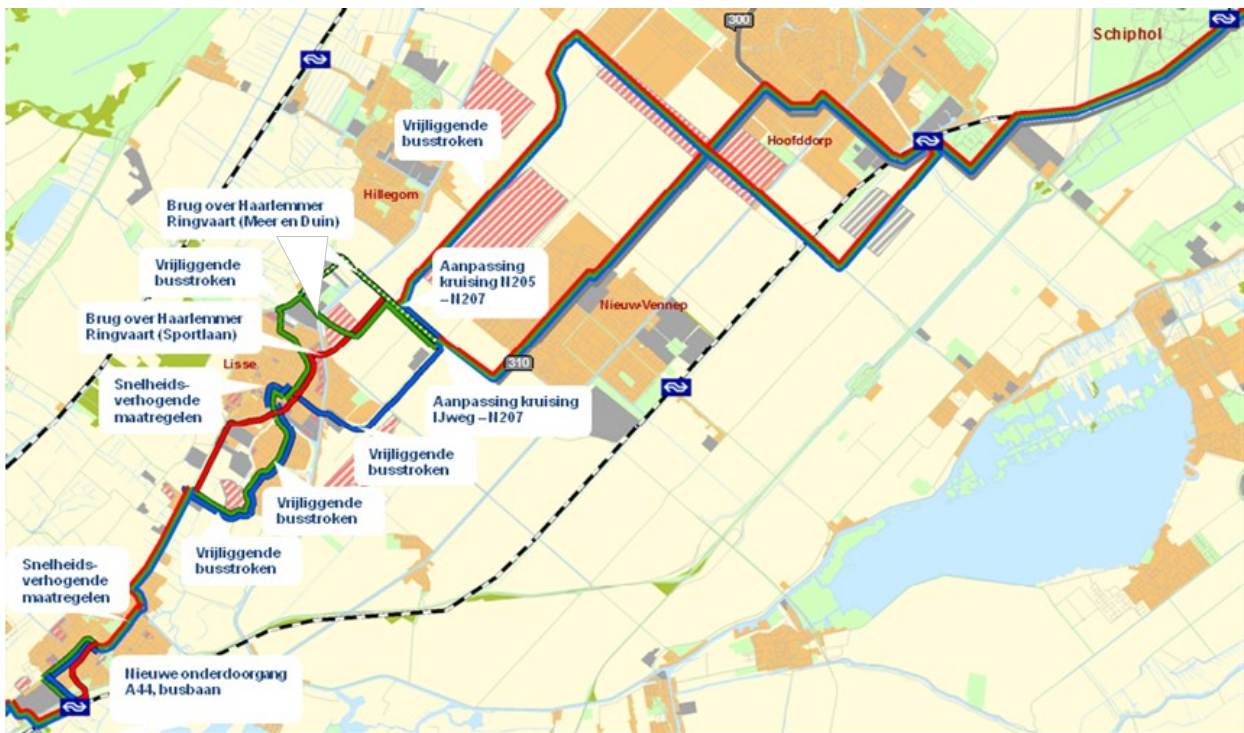 300
Schiphol
Vrijliggende
busstroken
Hoofddorp
Hillegom
Brug over Haarlemmer
Ringvaart (Meer en Duin)
Vrijliggende
busstroken
Aanpassing
kruising N205
– N207
Nieuw-Vennep
Brug over Haarlemmer
Ringvaart (Sportlaan)
Lisse
310
Snelheids-
verhogende
maatregelen
Aanpassing kruising
IJweg – N207
Vrijliggende
busstroken
Vrijliggende
busstroken
Vrijliggende
busstroken
Snelheids-
verhogende
maatregelen
Nieuwe onderdoorgang
A44, busbaan